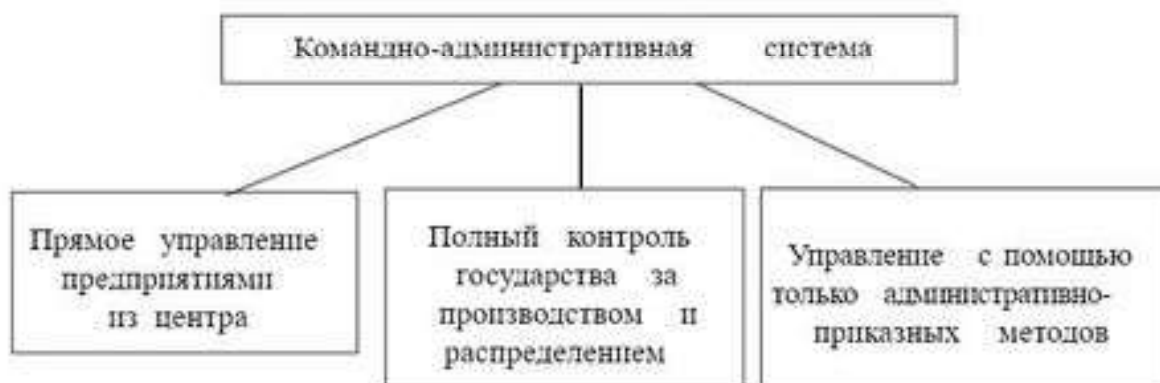 Командно-административная система
Прямое управление
предприятиями
из центра
Полный контроль
государства за
производством и
распределением
Управление с помощью
только административно-
приказных методов